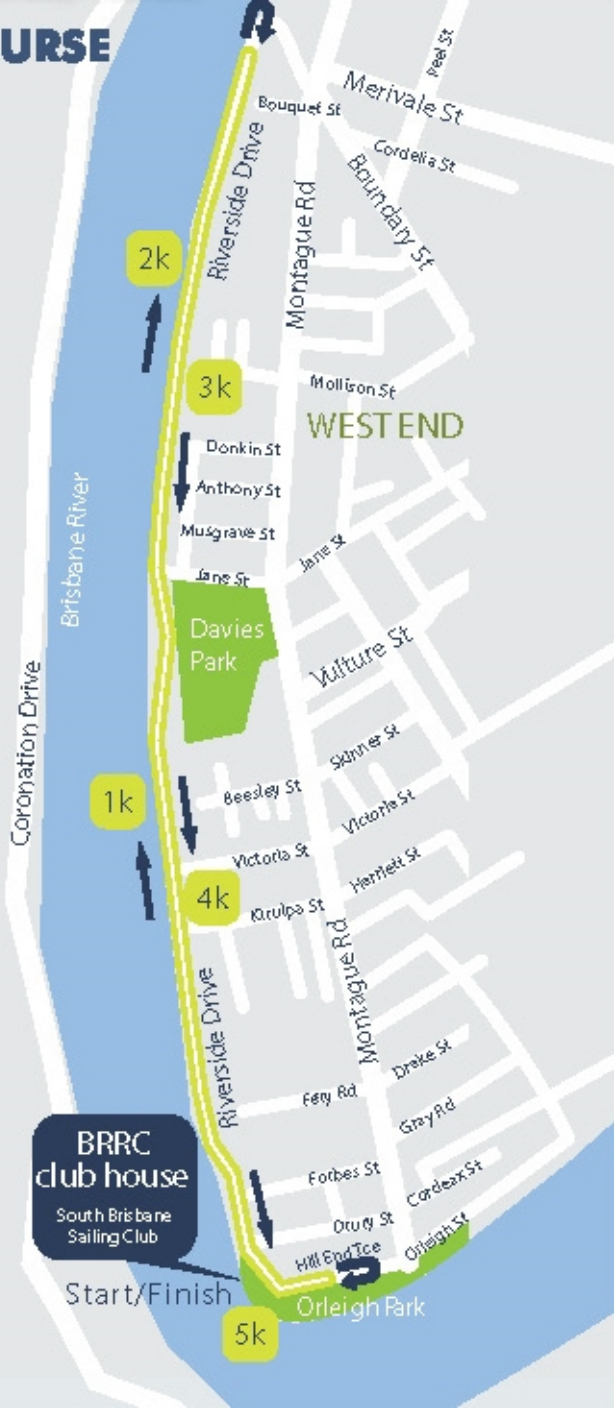 URSE
Peel St
Merivale St
Bouquet St
Cordelia St
Boundary St
Riverside Drive
Montague Rd
2k
3k
Mollison St
WEST END
Donkin St
Anthony St
Musgrave St
Jane St
Jane St
Brisbane River
Davies
Park
Vulture St
Coronation Drive
Skinner St
Beesley St
1k
Victoria St
Victoria St
Hartlett St
4k
Kirulpa St
Montague Rd
Riverside Drive
Drake St
Fery Rd
Gray Rd
BRRC
club house
South Brisbane
Sailing Club
Forbes St
Cordeax St
Drury St
Orleigh St
Hill End Tce
Start/Finish
Orleigh Park
5k